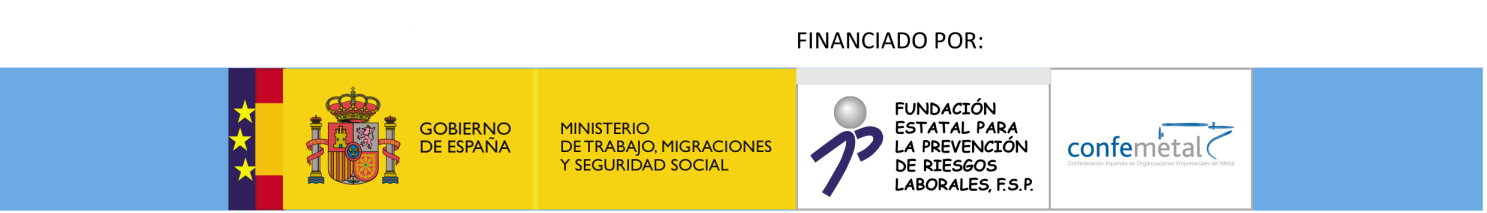 FINANCIADO POR:
GOBIERNO
DE ESPAÑA
MINISTERIO
DE TRABAJO, MIGRACIONES
Y SEGURIDAD SOCIAL
FUNDACIÓN
ESTATAL PARA
LA PREVENCIÓN
DE RIESGOS
LABORALES, F.S.P.
confemetal
Confederación Española de Organizaciones Empresariales del Metal